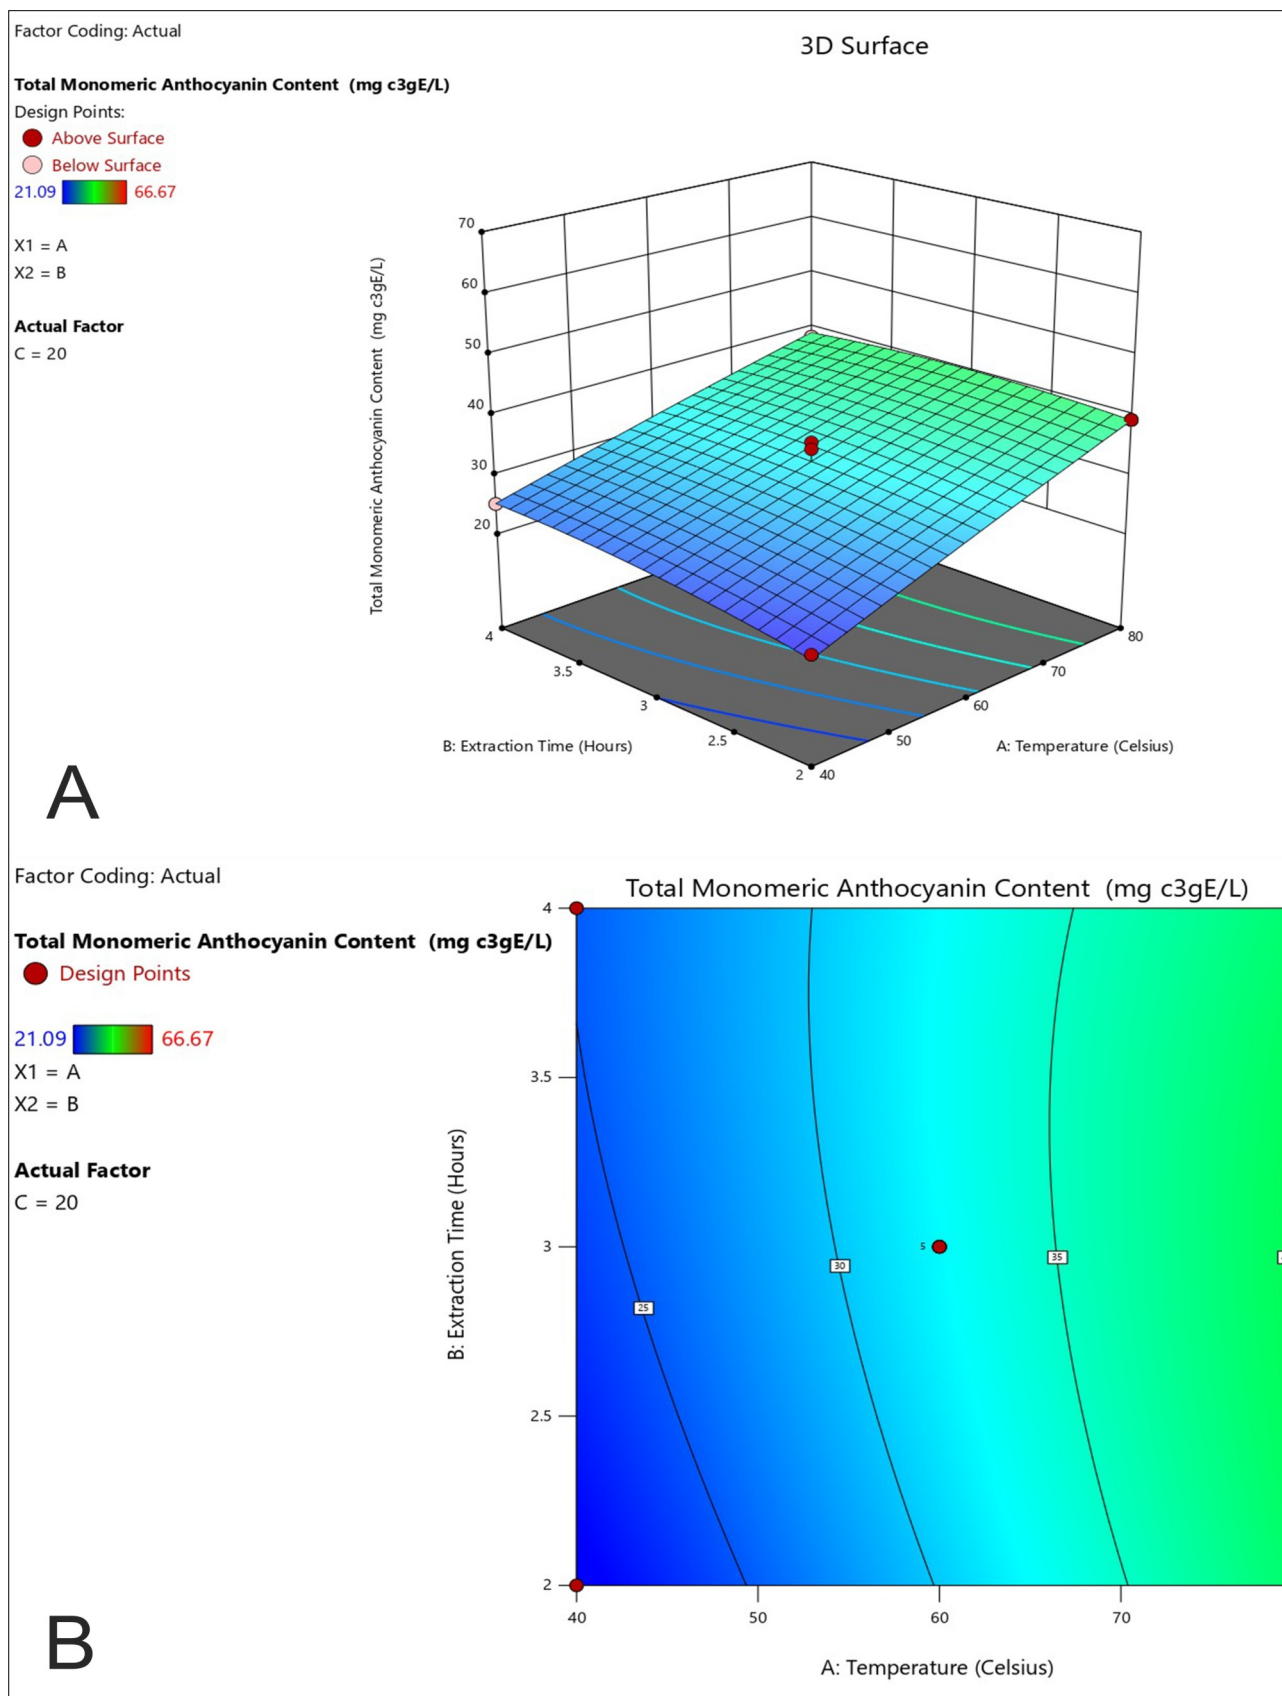 Factor Coding: Actual
3D Surface
Total Monomeric Anthocyanin Content (mg c3gE/L)
Design Points:
Above Surface
Below Surface
21.09 66.67
X1 = A
X2 = B
Actual Factor
C = 20
70
60
50
40
30
20
Total Monomeric Anthocyanin Content (mg c3gE/L)
4
3.5
3
2.5
2
40
50
60
70
80
B: Extraction Time (Hours)
A: Temperature (Celsius)
A
Factor Coding: Actual
Total Monomeric Anthocyanin Content (mg c3gE/L)
Total Monomeric Anthocyanin Content (mg c3gE/L)
Design Points
21.09 66.67
X1 = A
X2 = B
Actual Factor
C = 20
4
3.5
3
2.5
2
B: Extraction Time (Hours)
25
30
5
35
40
50
60
70
A: Temperature (Celsius)
B